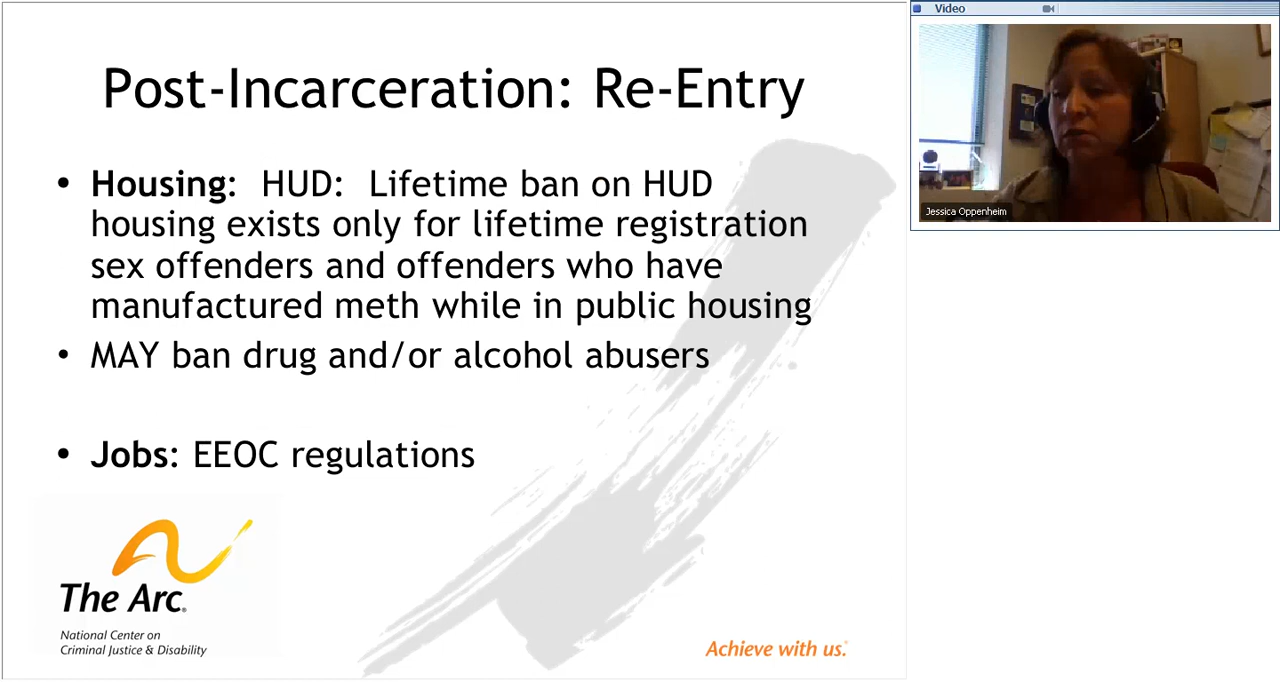 Post-Incarceration: Re-Entry
• Housing: HUD: Lifetime ban on HUD
housing exists only for lifetime registration
sex offenders and offenders who have
manufactured meth while in public housing
• MAY ban drug and/or alcohol abusers
• Jobs: EEOC regulations
The Arc®
National Center on
Criminal Justice & Disability
Achieve with us.®
Video
Jessica Oppenheim